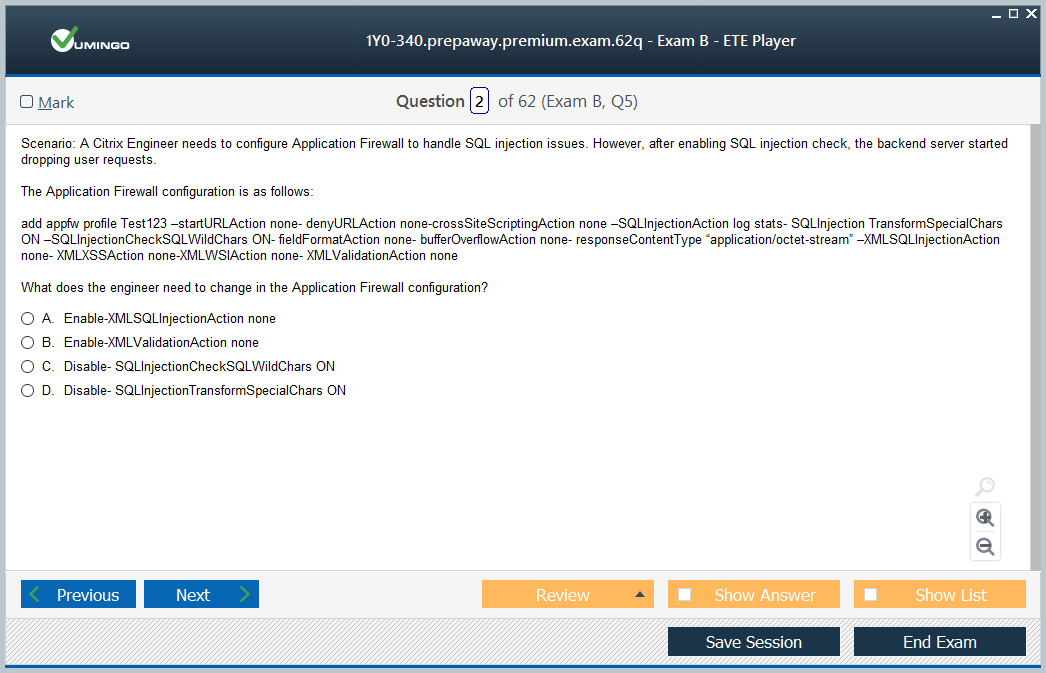 VUMINGO
1Y0-340.prepaway.premium.exam.62q - Exam B - ETE Player
Mark
Question 2 of 62 (Exam B, Q5)
Scenario: A Citrix Engineer needs to configure Application Firewall to handle SQL injection issues. However, after enabling SQL injection check, the backend server started
dropping user requests.
The Application Firewall configuration is as follows:
add appfw profile Test123 –startURLAction none- denyURLAction none-crossSiteScriptingAction none –SQLInjectionAction log stats- SQLInjection TransformSpecialChars
ON –SQLInjectionCheckSQLWildChars ON- fieldFormatAction none- bufferOverflowAction none- responseContentType “application/octet-stream” –XMLSQLInjectionAction
none- XMLXSSAction none-XMLWSIAction none- XMLValidationAction none
What does the engineer need to change in the Application Firewall configuration?
A. Enable-XMLSQLInjectionAction none
B. Enable-XMLValidationAction none
C. Disable- SQLInjectionCheckSQLWildChars ON
D. Disable- SQLInjectionTransformSpecialChars ON
Previous
Next
Review
Show Answer
Show List
Save Session
End Exam